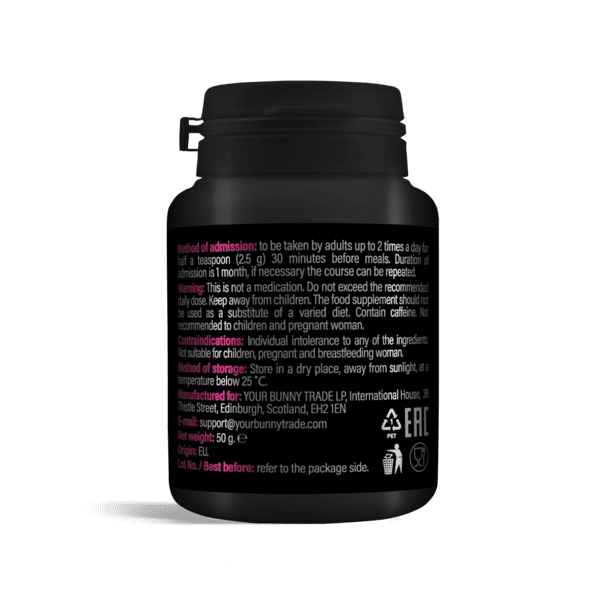 Method of admission: to be taken by adults up to 2 times a day for
half a teaspoon (2.5 g) 30 minutes before meals. Duration of
admission is 1 month, if necessary the course can be repeated.
Warning: This is not a medication. Do not exceed the recommended
daily dose. Keep away from children. The food supplement should not
be used as a substitute of a varied diet. Contain caffeine. Not
recommended to children and pregnant woman.
Contraindications: Individual intolerance to any of the ingredients.
Not suitable for children, pregnant and breastfeeding woman.
Method of storage: Store in a dry place, away from sunlight, at a
temperature below 25 °C.
Manufactured for: YOUR BUNNY TRADE LP, International House, 38
Thistle Street, Edinburgh, Scotland, EH2 1EN
E-mail: support@yourbunnytrade.com
Net weight: 50 g. ℮
Origin: EU.
Lot No. / Best before: refer to the package side.
1
PET
EAC